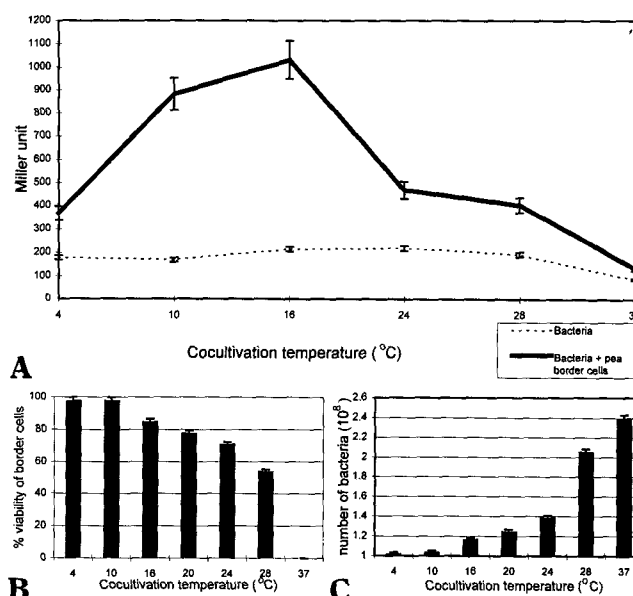 1200
1100
1000
900
800
700
600
500
400
300
200
100
0
Miller unit
4 10 16 24 28
Cocultivation temperature (°C)
Bacteria
Bacteria + pea
border cells
A
100
80
60
40
20
0
% viability of border cells
4 10 16 20 24 28 37
Cocultivation temperature (°C)
B
2.6
2.4
2.2
2
1.8
1.6
1.4
1.2
1
number of bacteria (10⁸)
4 10 16 20 24 28 37
Cocultivation temperature (°C)
C